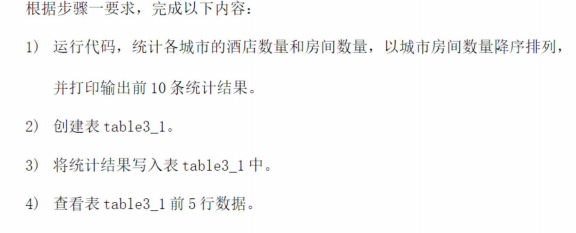 根据步骤一要求，完成以下内容：
1) 运行代码，统计各城市的酒店数量和房间数量，以城市房间数量降序排列，
并打印输出前 10 条统计结果。
2) 创建表 table3_1。
3) 将统计结果写入表 table3_1 中。
4) 查看表 table3_1 前 5 行数据。